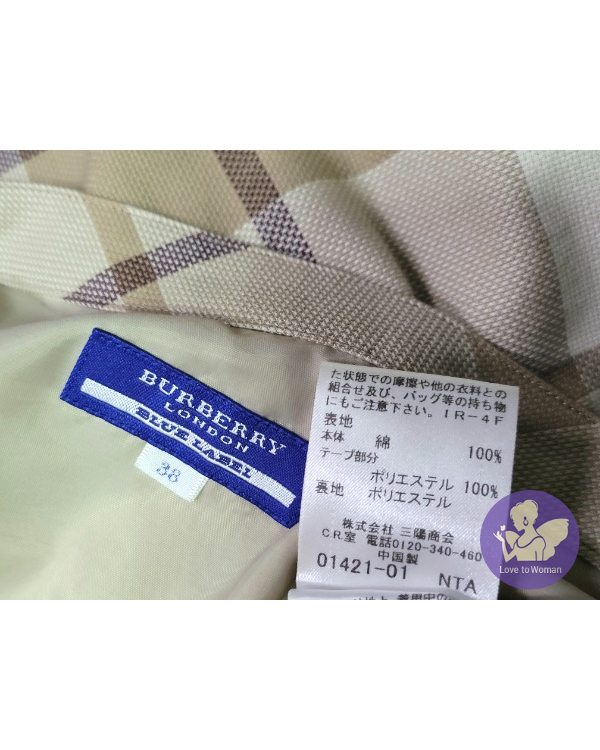 BURBERRY
LONDON
BLUE LABEL
38
た状態での摩擦や他の衣料との
組合せ及び、バッグ等の持ち物
にもご注意下さい。IR-4F
表地
本体 綿 100%
テープ部分
ポリエステル 100%
裏地 ポリエステル
株式会社 三陽商会
C.R.室 電話0120-340-460
中国製
01421-01 NTA
着用中の
Love to Woman